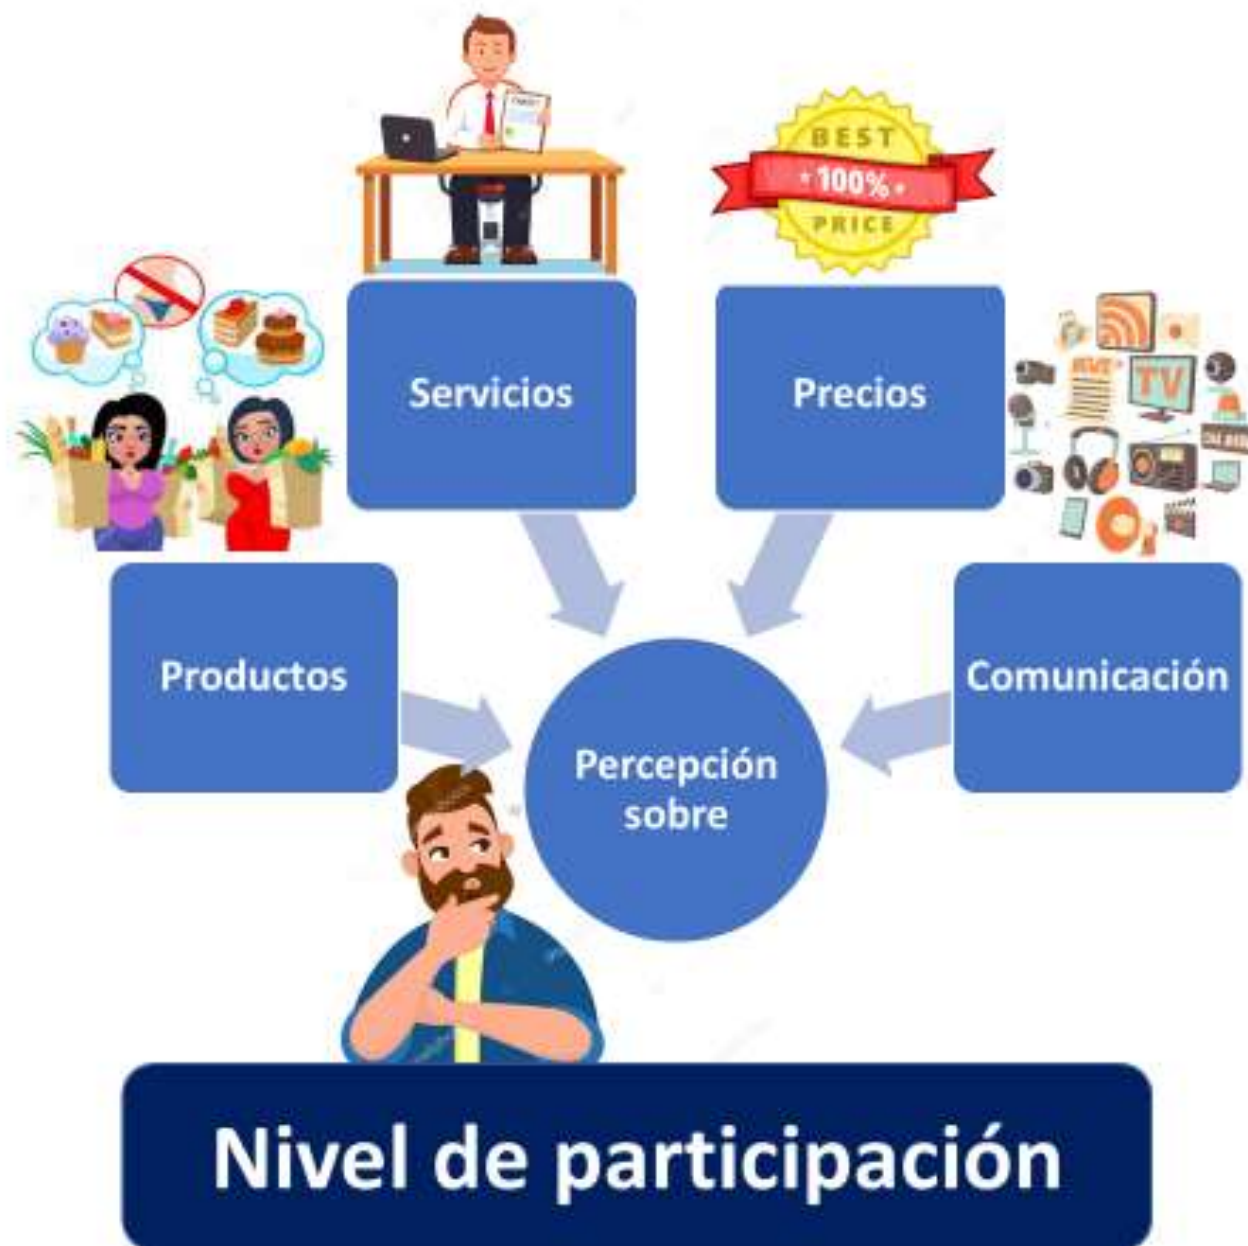 BEST
100%
PRICE
Servicios
Precios
TV
Productos
Comunicación
Percepción
sobre
Nivel de participación